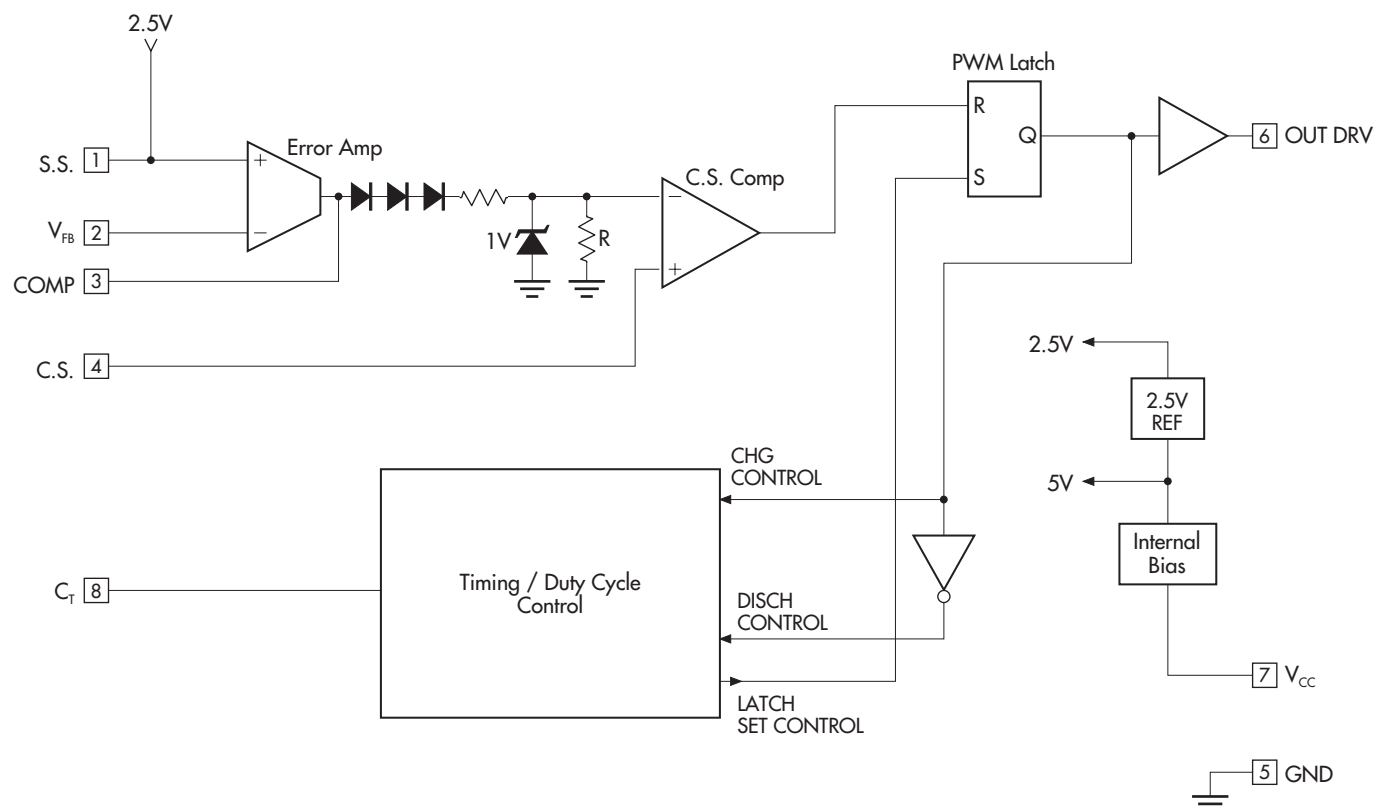 2.5V
PWM Latch
R
Q
S
6 OUT DRV
Error Amp
S.S. 1
+
V_FB 2
−
COMP 3
1V
R
C.S. Comp
−
+
C.S. 4
2.5V
2.5V
REF
5V
Internal
Bias
7 V_CC
5 GND
CHG
CONTROL
Timing / Duty Cycle
Control
C_T 8
DISCH
CONTROL
LATCH
SET CONTROL